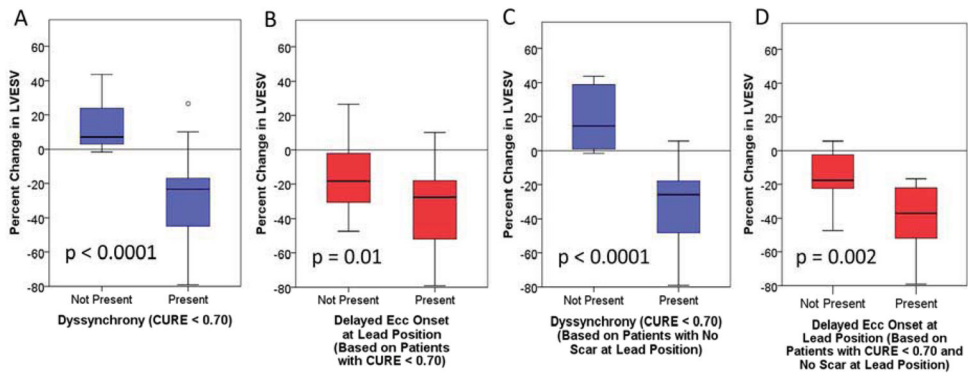 A
Percent Change in LVESV
60
40
20
0
-20
-40
-60
-80
p < 0.0001
Not Present
Present
Dyssynchrony (CURE < 0.70)
B
Percent Change in LVESV
60
40
20
0
-20
-40
-60
-80
p = 0.01
Not Present
Present
Delayed Ecc Onset
at Lead Position
(Based on Patients
with CURE < 0.70)
C
Percent Change in LVESV
60
40
20
0
-20
-40
-60
-80
p < 0.0001
Not Present
Present
Dyssynchrony (CURE < 0.70)
(Based on Patients with No
Scar at Lead Position)
D
Percent Change in LVESV
60
40
20
0
-20
-40
-60
-80
p = 0.002
Not Present
Present
Delayed Ecc Onset at
Lead Position (Based on
Patients with CURE < 0.70 and
No Scar at Lead Position)